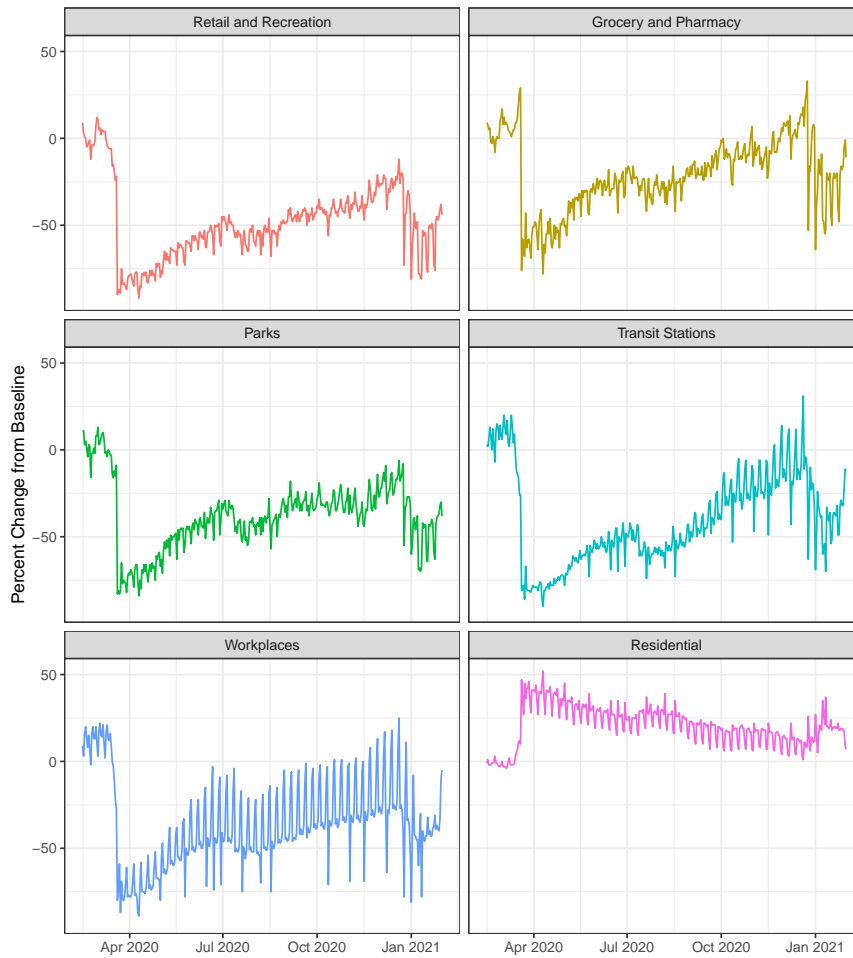 Retail and Recreation
Grocery and Pharmacy
50
0
−50
Parks
Transit Stations
50
0
−50
Percent Change from Baseline
Workplaces
Residential
50
0
−50
Apr 2020 Jul 2020 Oct 2020 Jan 2021
Apr 2020 Jul 2020 Oct 2020 Jan 2021